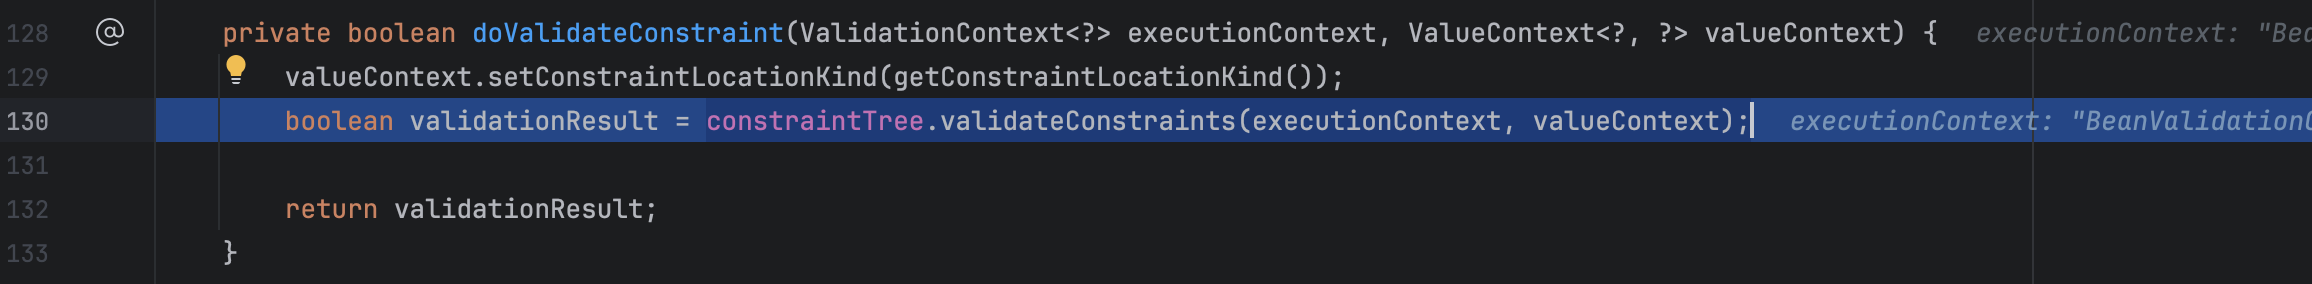 128 @ private boolean doValidateConstraint(ValidationContext<?> executionContext, ValueContext<?, ?> valueContext) { executionContext: "Bea
129 valueContext.setConstraintLocationKind(getConstraintLocationKind());
130 boolean validationResult = constraintTree.validateConstraints(executionContext, valueContext); executionContext: "BeanValidationC
131
132 return validationResult;
133 }